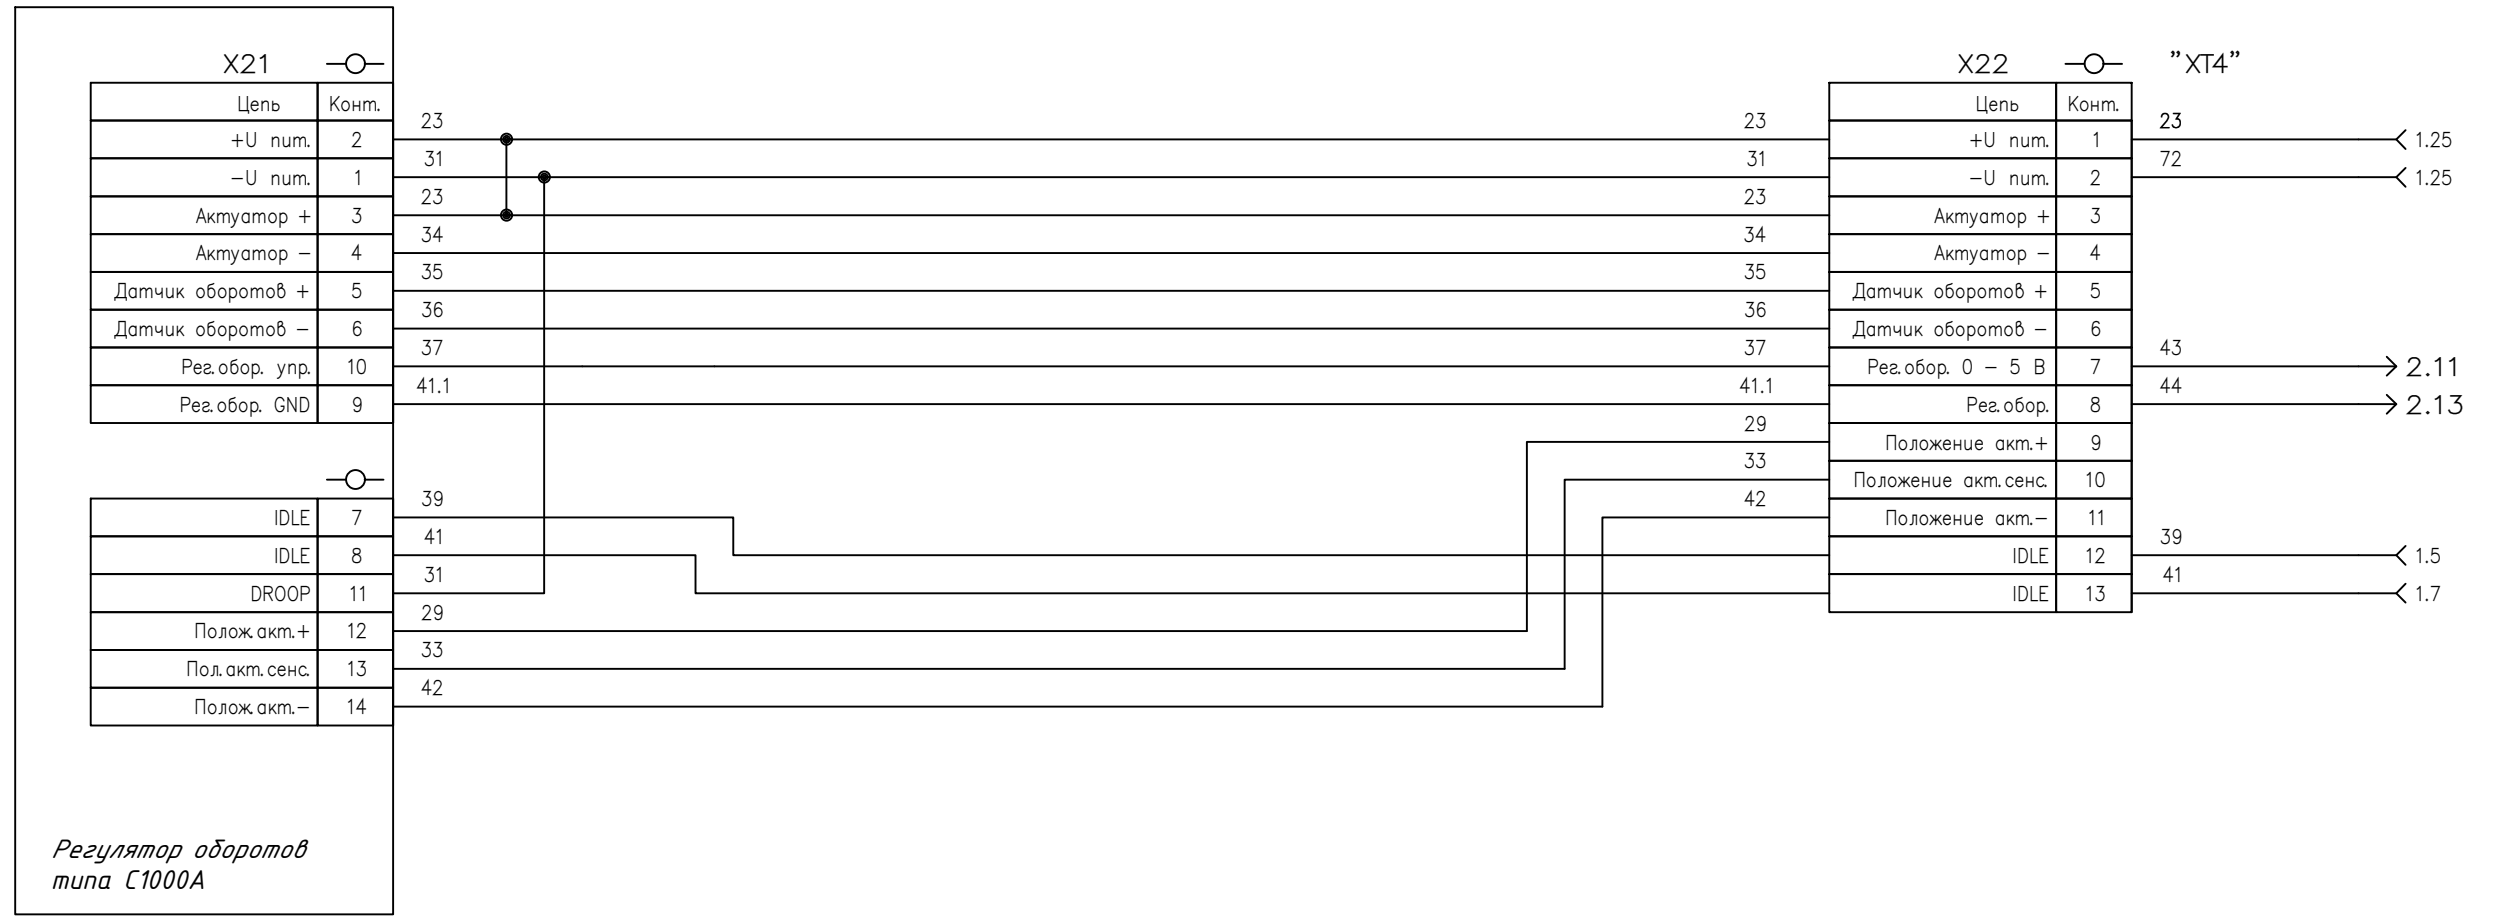 X21
Цепь Конт.
+U пит. 2 23
-U пит. 1 31
Актуатор + 3 23
Актуатор - 4 34
Датчик оборотов + 5 35
Датчик оборотов - 6 36
Рег.обор. упр. 10 37
Рег.обор. GND 9 41.1
IDLE 7 39
IDLE 8 41
DROOP 11 31
Полож.акт.+ 12 29
Пол.акт.сенс. 13 33
Полож.акт.- 14 42
Регулятор оборотов
типа С1000А
X22 "XT4"
Цепь Конт.
23 +U пит. 1 23 1.25
31 -U пит. 2 72 1.25
23 Актуатор + 3
34 Актуатор - 4
35 Датчик оборотов + 5
36 Датчик оборотов - 6
37 Рег.обор. 0 - 5 В 7 43 2.11
41.1 Рег.обор. 8 44 2.13
29 Положение акт.+ 9
33 Положение акт.сенс. 10
42 Положение акт.- 11
IDLE 12 39 1.5
IDLE 13 41 1.7